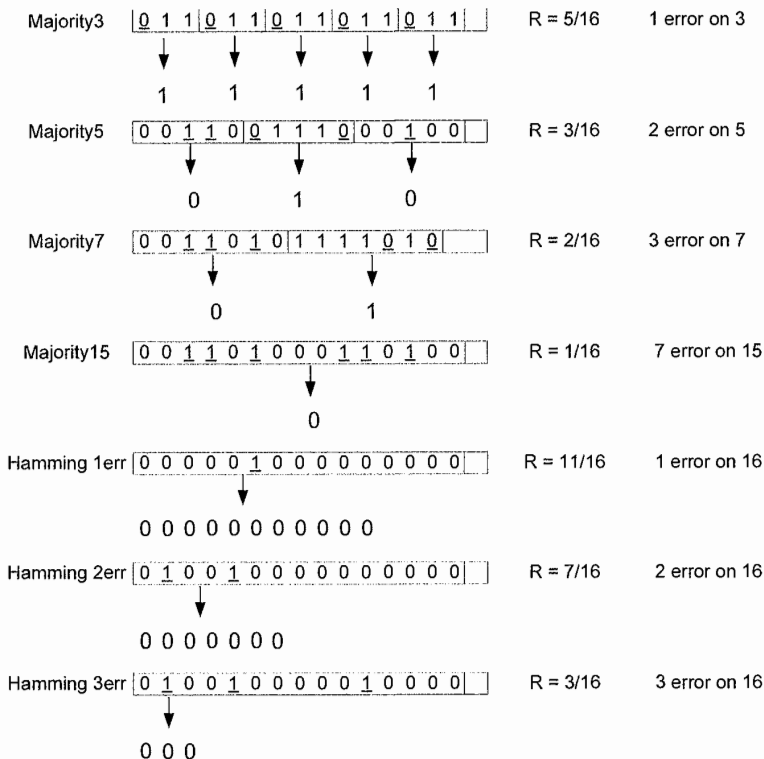 Majority3 0 1 1 0 1 1 0 1 1 0 1 1 0 1 1 R = 5/16 1 error on 3
1 1 1 1 1
Majority5 0 0 1 1 0 0 1 1 1 0 0 0 1 0 0 R = 3/16 2 error on 5
0 1 0
Majority7 0 0 1 1 0 1 0 1 1 1 1 0 1 0 R = 2/16 3 error on 7
0 1
Majority15 0 0 1 1 0 1 0 0 0 1 1 0 1 0 0 R = 1/16 7 error on 15
0
Hamming 1err 0 0 0 0 0 1 0 0 0 0 0 0 0 0 0 R = 11/16 1 error on 16
0 0 0 0 0 0 0 0 0 0 0
Hamming 2err 0 1 0 0 1 0 0 0 0 0 0 0 0 0 0 R = 7/16 2 error on 16
0 0 0 0 0 0 0
Hamming 3err 0 1 0 0 1 0 0 0 0 0 1 0 0 0 0 R = 3/16 3 error on 16
0 0 0